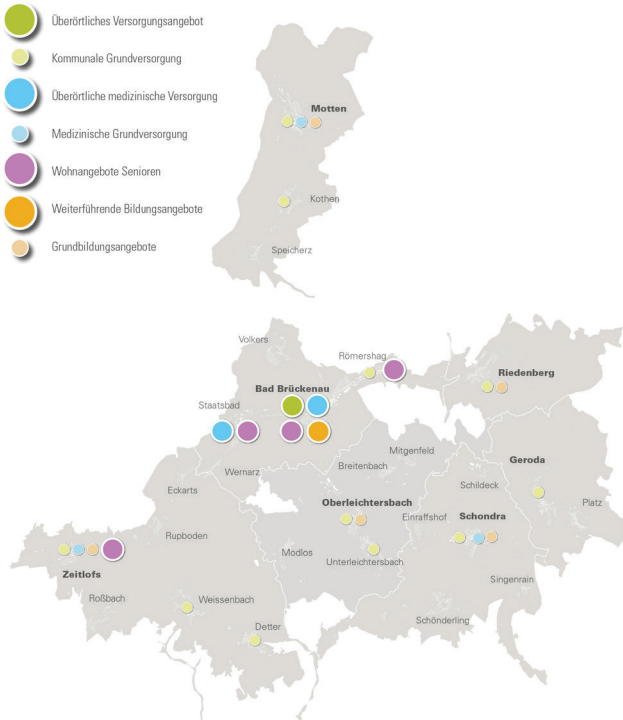 Überörtliches Versorgungsangebot
Kommunale Grundversorgung
Überörtliche medizinische Versorgung
Medizinische Grundversorgung
Wohnangebote Senioren
Weiterführende Bildungsangebote
Grundbildungsangebote
Motten
Kothen
Speicherz
Volkers
Römershag
Riedenberg
Bad Brückenau
Staatsbad
Mitgenfeld
Geroda
Wernarz
Breitenbach
Schildeck
Eckarts
Platz
Oberleichtersbach
Einraffshof
Schondra
Rupboden
Modlos
Unterleichtersbach
Zeitlofs
Singenrain
Roßbach
Weissenbach
Schönderling
Detter